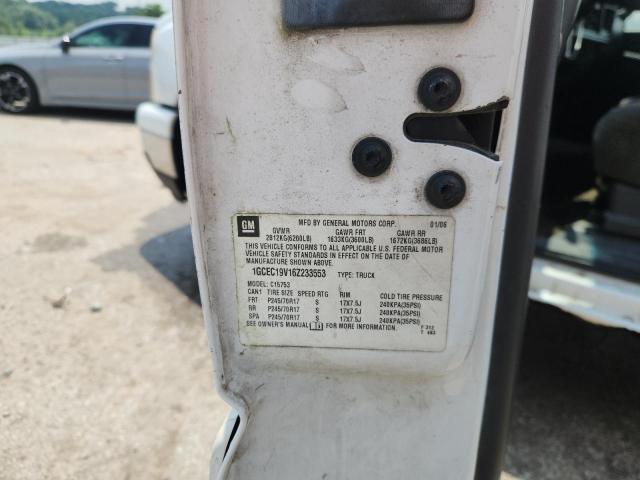 GM
MFD BY GENERAL MOTORS CORP. 01/06
GVWR GAWR FRT GAWR RR
2812KG(6200LB) 1633KG(3600LB) 1672KG(3686LB)
THIS VEHICLE CONFORMS TO ALL APPLICABLE U.S. FEDERAL MOTOR
VEHICLE SAFETY STANDARDS IN EFFECT ON THE DATE OF
MANUFACTURE SHOWN ABOVE.
1GCEC19V16Z233553 TYPE: TRUCK
MODEL: C15753
CAN1 TIRE SIZE SPEED RTG RIM COLD TIRE PRESSURE
FRT P245/70R17 S 17X7.5J 240KPA(35PSI)
RR P245/70R17 S 17X7.5J 240KPA(35PSI)
SPA P245/70R17 S 17X7.5J 240KPA(35PSI)
SEE OWNER'S MANUAL FOR MORE INFORMATION.